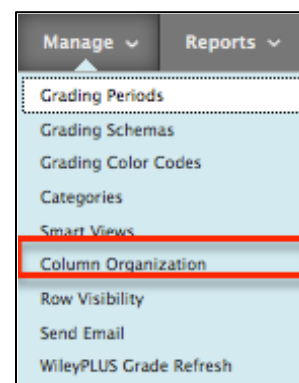 Manage Reports
Grading Periods
Grading Schemas
Grading Color Codes
Categories
Smart Views
Column Organization
Row Visibility
Send Email
WileyPLUS Grade Refresh